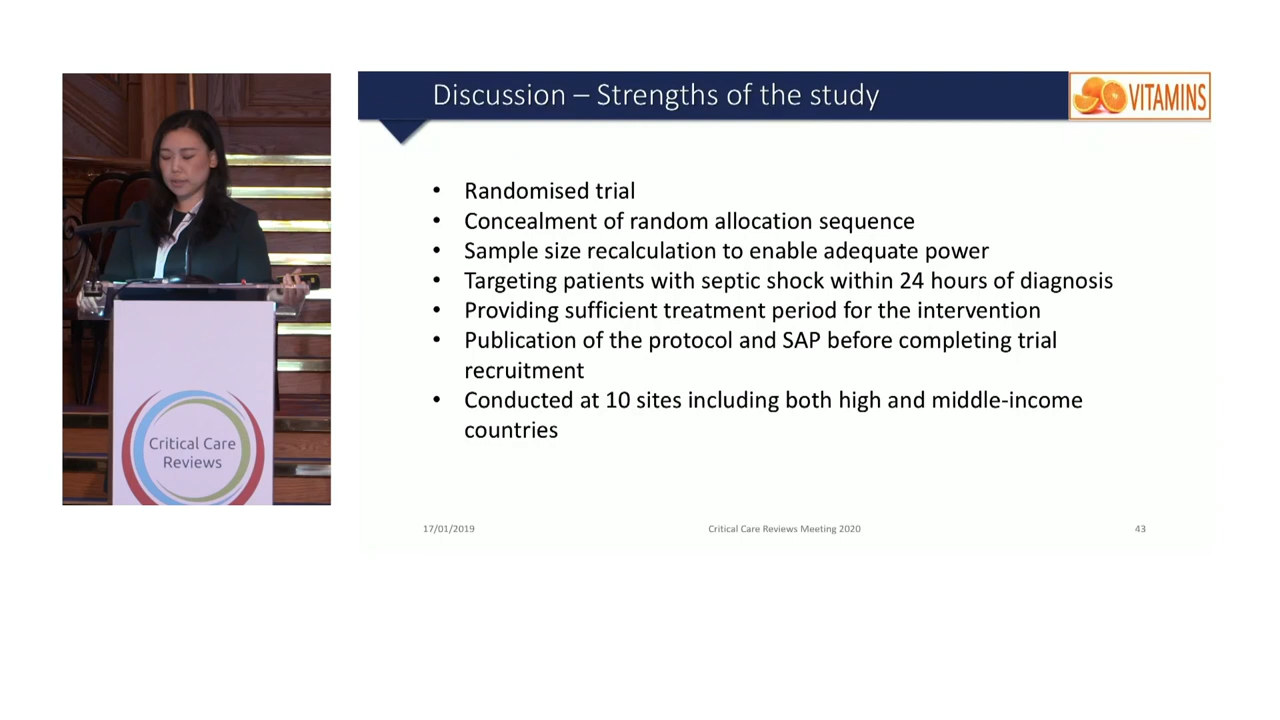 Discussion – Strengths of the study
VITAMINS
• Randomised trial
• Concealment of random allocation sequence
• Sample size recalculation to enable adequate power
• Targeting patients with septic shock within 24 hours of diagnosis
• Providing sufficient treatment period for the intervention
• Publication of the protocol and SAP before completing trial
recruitment
• Conducted at 10 sites including both high and middle-income
countries
Critical Care
Reviews
17/01/2019
Critical Care Reviews Meeting 2020
43